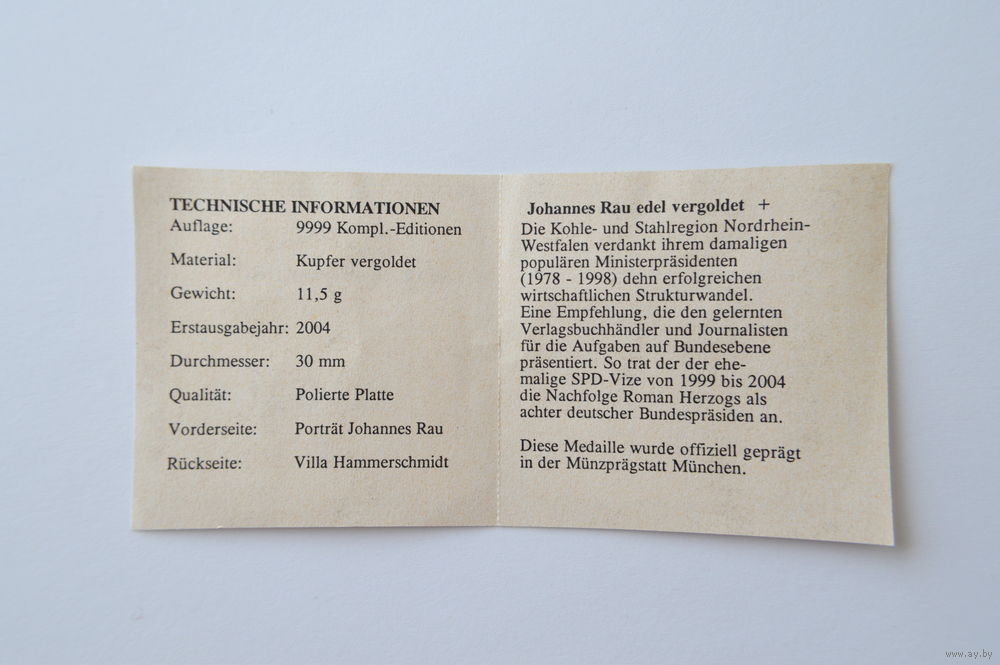 TECHNISCHE INFORMATIONEN
Auflage: 9999 Kompl.-Editionen
Material: Kupfer vergoldet
Gewicht: 11,5 g
Erstausgabejahr: 2004
Durchmesser: 30 mm
Qualität: Polierte Platte
Vorderseite: Porträt Johannes Rau
Rückseite: Villa Hammerschmidt
Johannes Rau edel vergoldet +
Die Kohle- und Stahlregion Nordrhein-
Westfalen verdankt ihrem damaligen
populären Ministerpräsidenten
(1978 - 1998) dehn erfolgreichen
wirtschaftlichen Strukturwandel.
Eine Empfehlung, die den gelernten
Verlagsbuchhändler und Journalisten
für die Aufgaben auf Bundesebene
präsentiert. So trat der der ehe-
malige SPD-Vize von 1999 bis 2004
die Nachfolge Roman Herzogs als
achter deutscher Bundespräsiden an.
Diese Medaille wurde offiziell geprägt
in der Münzprägstatt München.
www.ay.by